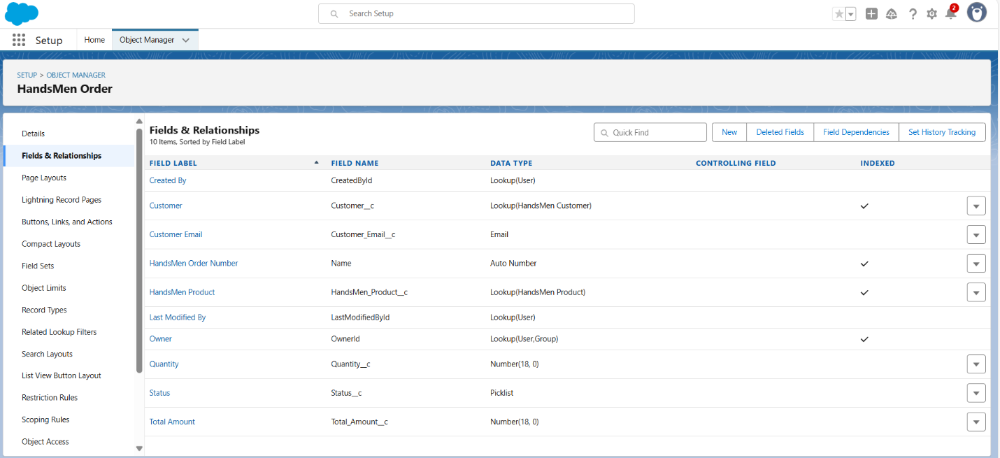 Search Setup
2
Setup
Home
Object Manager
SETUP > OBJECT MANAGER
HandsMen Order
Details
Fields & Relationships
Page Layouts
Lightning Record Pages
Buttons, Links, and Actions
Compact Layouts
Field Sets
Object Limits
Record Types
Related Lookup Filters
Search Layouts
List View Button Layout
Restriction Rules
Scoping Rules
Object Access
Fields & Relationships
10 Items, Sorted by Field Label
Quick Find
New
Deleted Fields
Field Dependencies
Set History Tracking
FIELD LABEL FIELD NAME DATA TYPE CONTROLLING FIELD INDEXED
Created By CreatedById Lookup(User)
Customer Customer__c Lookup(HandsMen Customer)
Customer Email Customer_Email__c Email
HandsMen Order Number Name Auto Number
HandsMen Product HandsMen_Product__c Lookup(HandsMen Product)
Last Modified By LastModifiedById Lookup(User)
Owner OwnerId Lookup(User,Group)
Quantity Quantity__c Number(18, 0)
Status Status__c Picklist
Total Amount Total_Amount__c Number(18, 0)